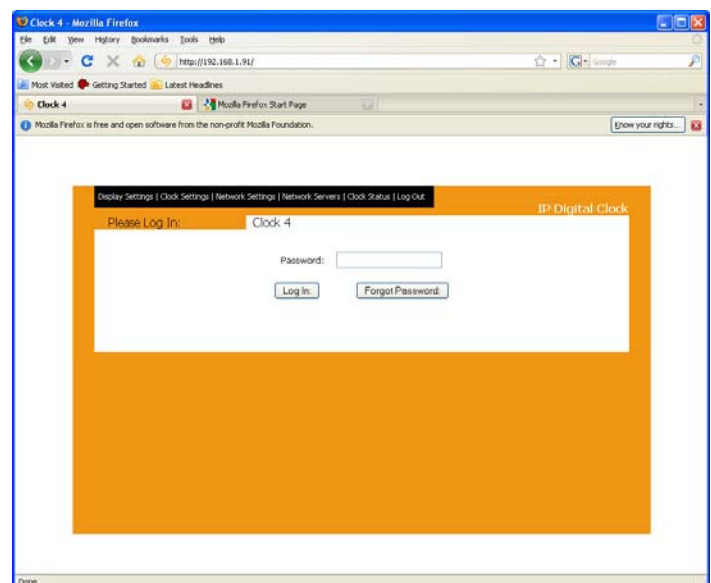 Clock 4 - Mozilla Firefox
File Edit View History Bookmarks Tools Help
http://192.168.1.91/
Google
Most Visited Getting Started Latest Headlines
Clock 4 Mozilla Firefox Start Page
Mozilla Firefox is free and open software from the non-profit Mozilla Foundation. Know your rights...
Display Settings | Clock Settings | Network Settings | Network Servers | Clock Status | Log Out
IP Digital Clock
Please Log In: Clock 4
Password:
Log In: Forgot Password:
Done